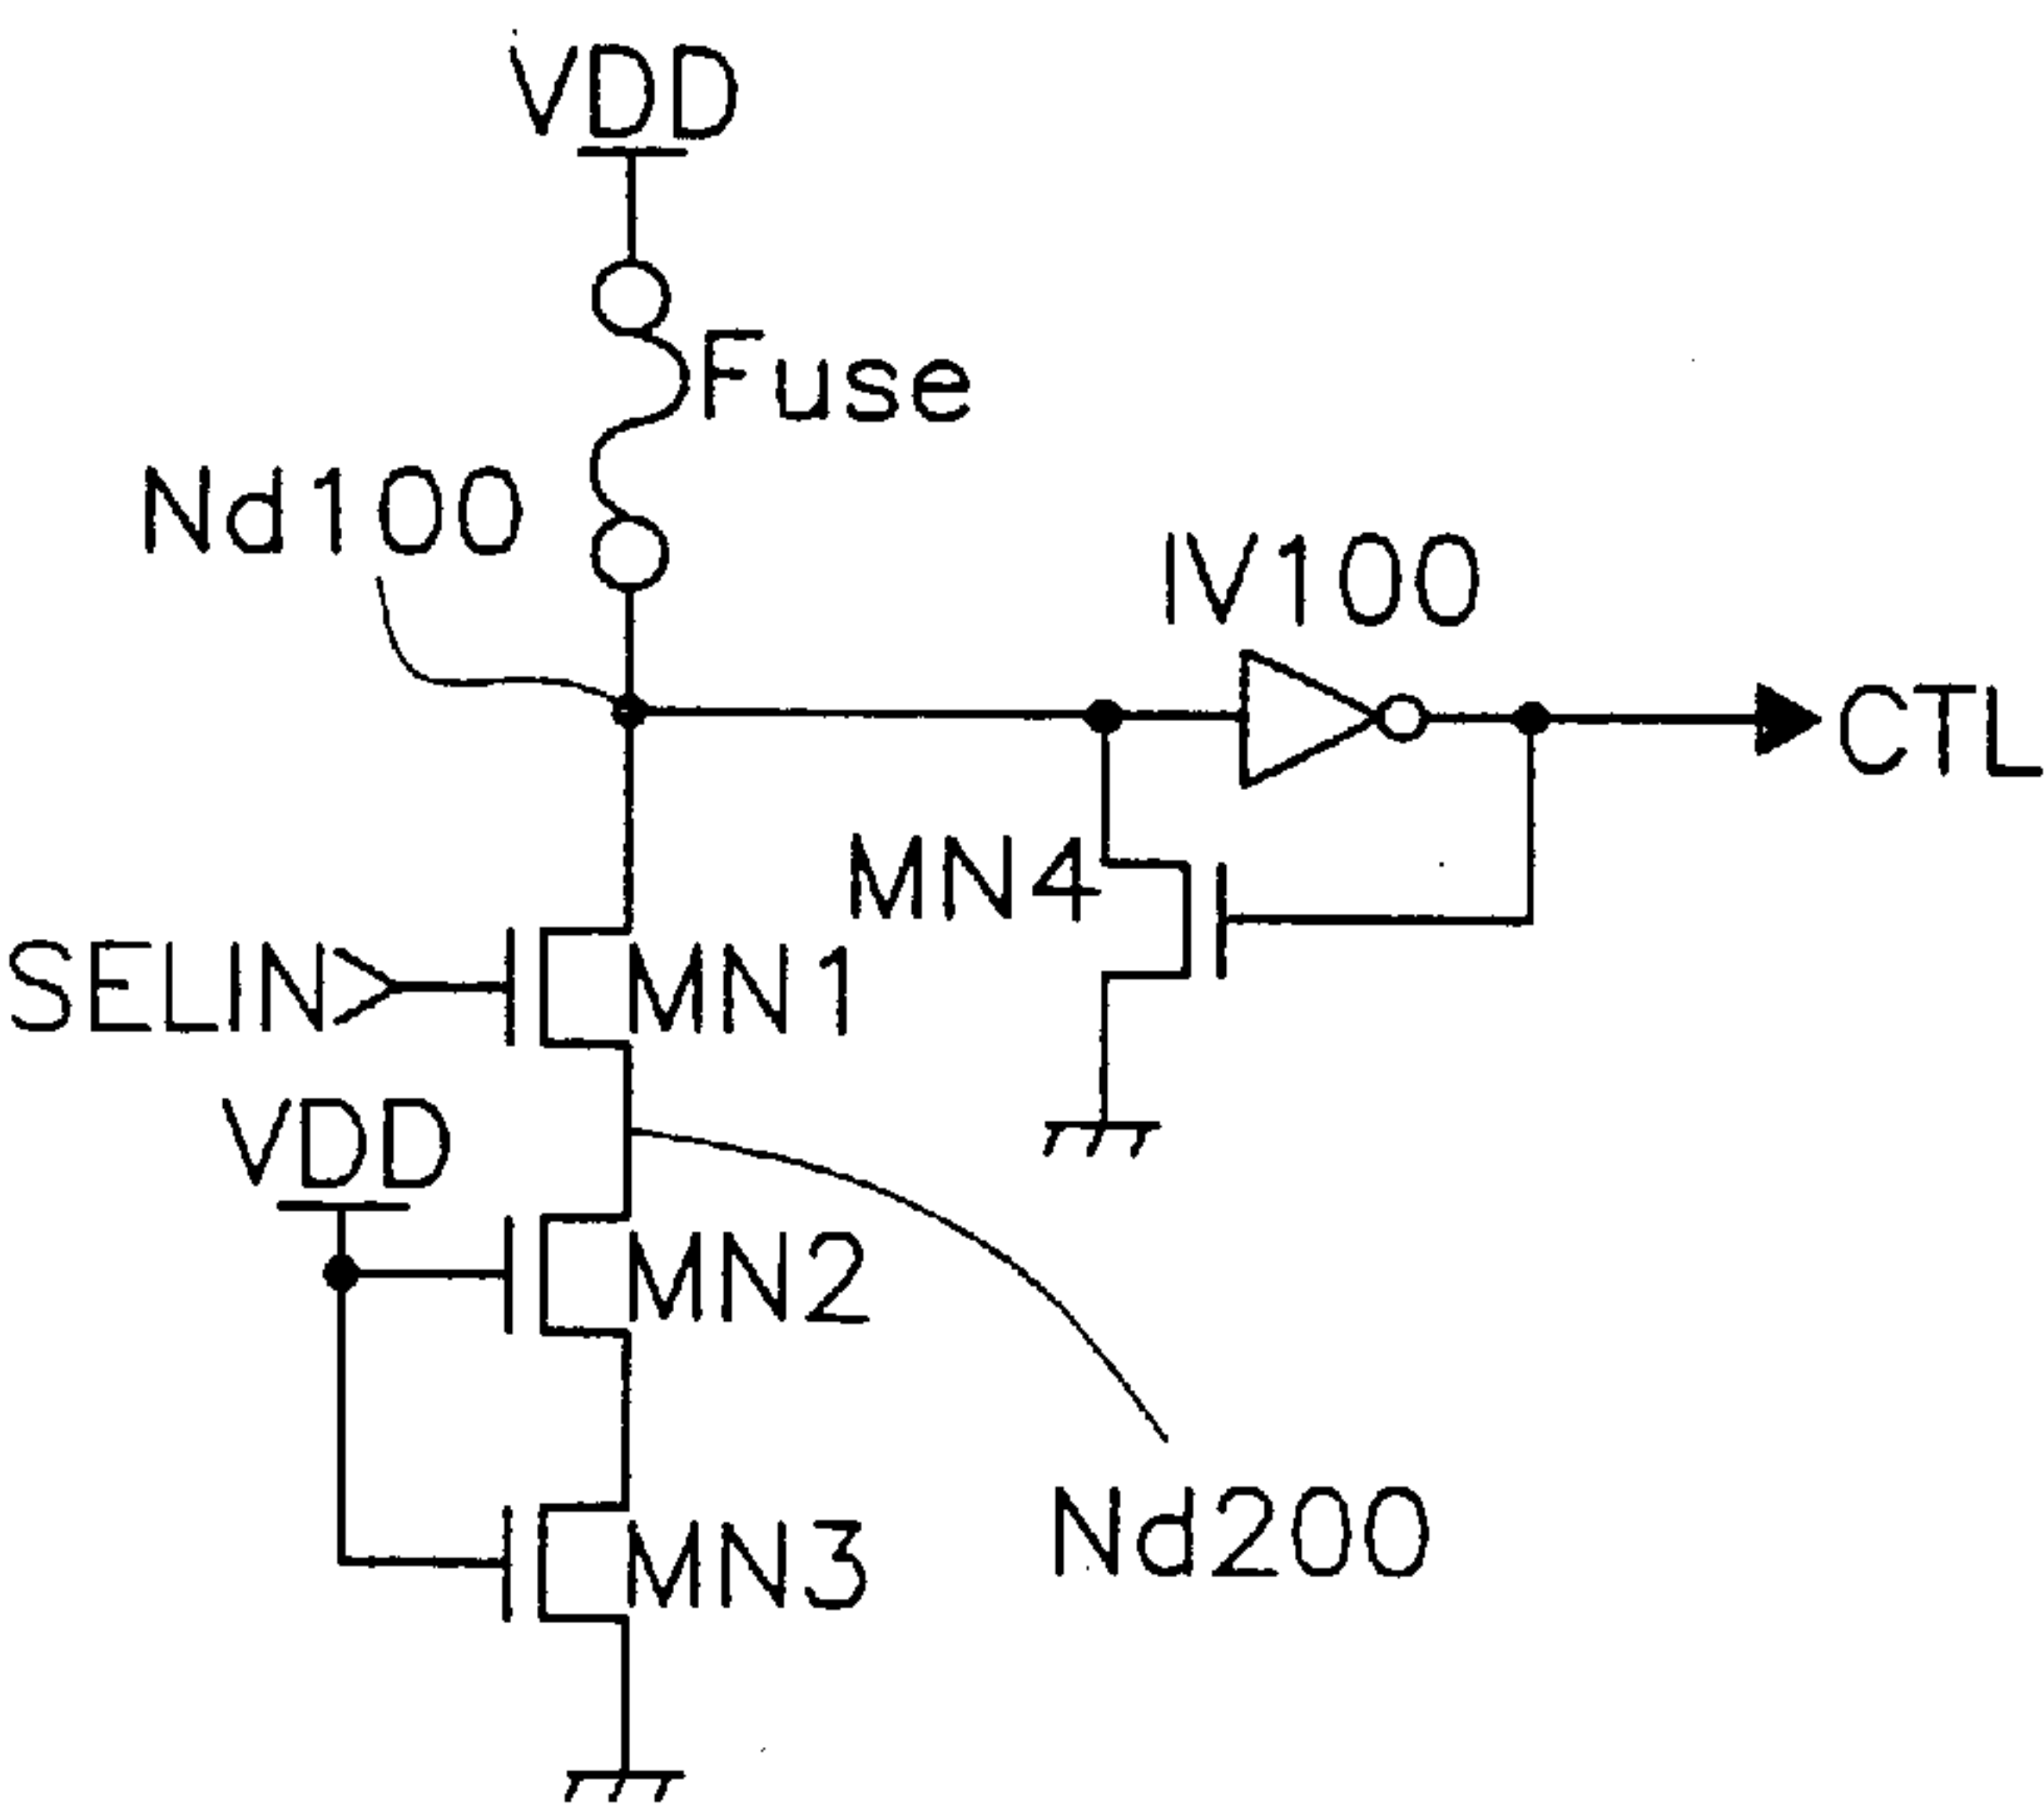 VDD
Fuse
Nd100
IV100
CTL
MN4
SELIN
MN1
VDD
MN2
Nd200
MN3